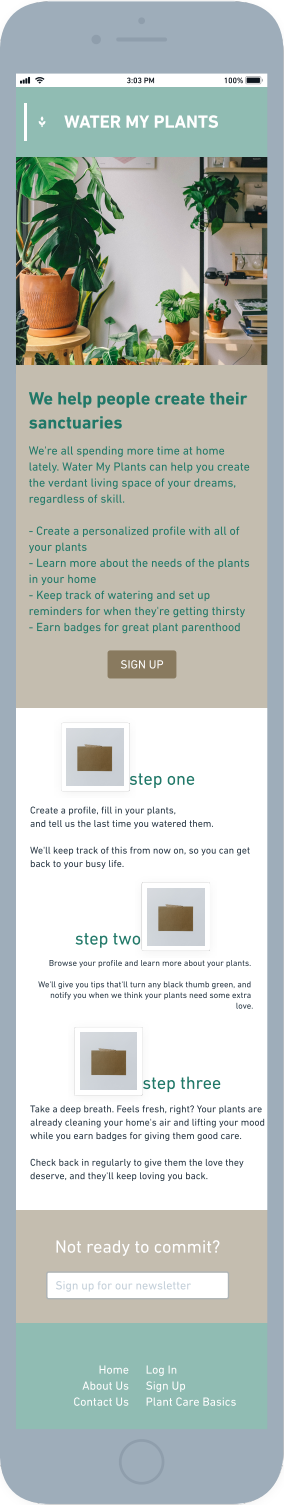 3:03 PM
100%
WATER MY PLANTS
We help people create their
sanctuaries
We're all spending more time at home
lately. Water My Plants can help you create
the verdant living space of your dreams,
regardless of skill.
- Create a personalized profile with all of
your plants
- Learn more about the needs of the plants
in your home
- Keep track of watering and set up
reminders for when they're getting thirsty
- Earn badges for great plant parenthood
SIGN UP
step one
Create a profile, fill in your plants,
and tell us the last time you watered them.
We'll keep track of this from now on, so you can get
back to your busy life.
step two
Browse your profile and learn more about your plants.
We'll give you tips that'll turn any black thumb green, and
notify you when we think your plants need some extra
love.
step three
Take a deep breath. Feels fresh, right? Your plants are
already cleaning your home's air and lifting your mood
while you earn badges for giving them good care.
Check back in regularly to give them the love they
deserve, and they'll keep loving you back.
Not ready to commit?
Sign up for our newsletter
Home Log In
About Us Sign Up
Contact Us Plant Care Basics